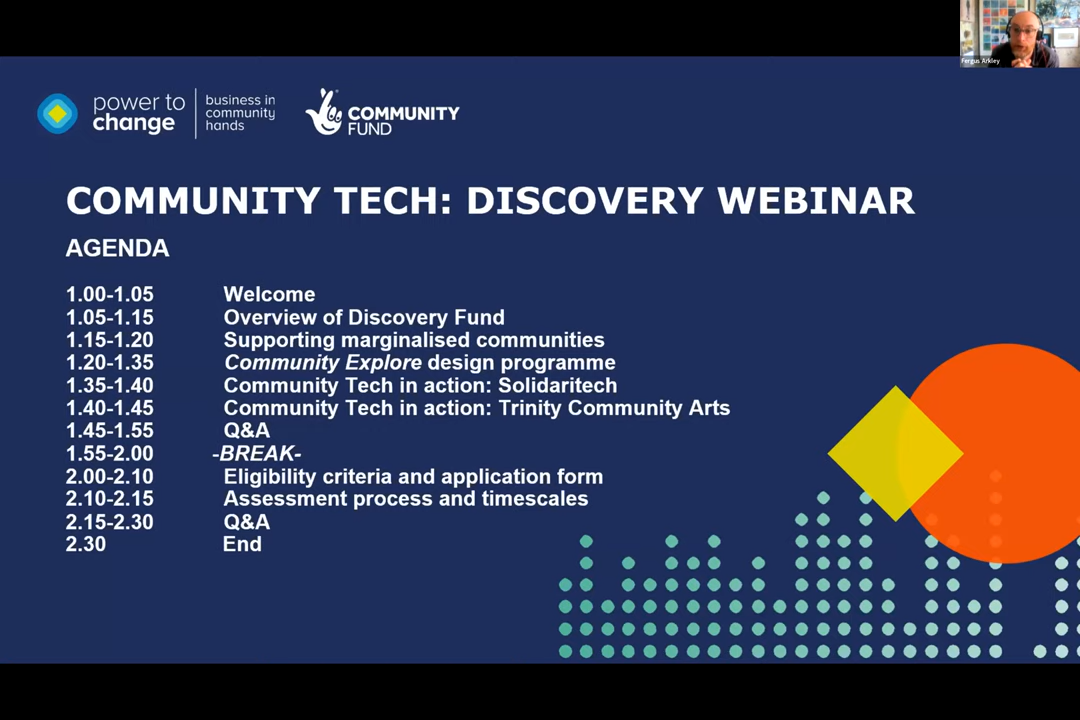 Fergus Arkley
power to change
business in community hands
COMMUNITY FUND
COMMUNITY TECH: DISCOVERY WEBINAR
AGENDA
1.00-1.05 Welcome
1.05-1.15 Overview of Discovery Fund
1.15-1.20 Supporting marginalised communities
1.20-1.35 Community Explore design programme
1.35-1.40 Community Tech in action: Solidaritech
1.40-1.45 Community Tech in action: Trinity Community Arts
1.45-1.55 Q&A
1.55-2.00 -BREAK-
2.00-2.10 Eligibility criteria and application form
2.10-2.15 Assessment process and timescales
2.15-2.30 Q&A
2.30 End